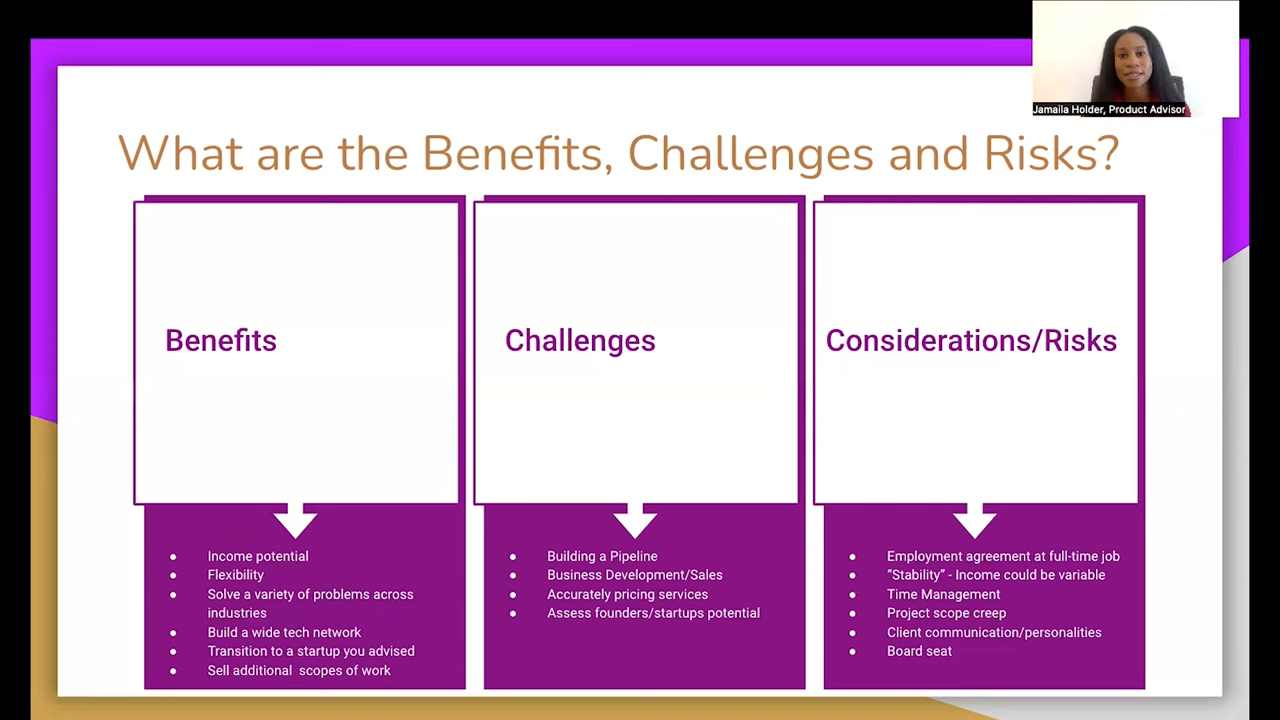 Jamaila Holder, Product Advisor
What are the Benefits, Challenges and Risks?
Benefits
Challenges
Considerations/Risks
● Income potential
● Flexibility
● Solve a variety of problems across
industries
● Build a wide tech network
● Transition to a startup you advised
● Sell additional  scopes of work
● Building a Pipeline
● Business Development/Sales
● Accurately pricing services
● Assess founders/startups potential
● Employment agreement at full-time job
● ”Stability” - Income could be variable
● Time Management
● Project scope creep
● Client communication/personalities
● Board seat